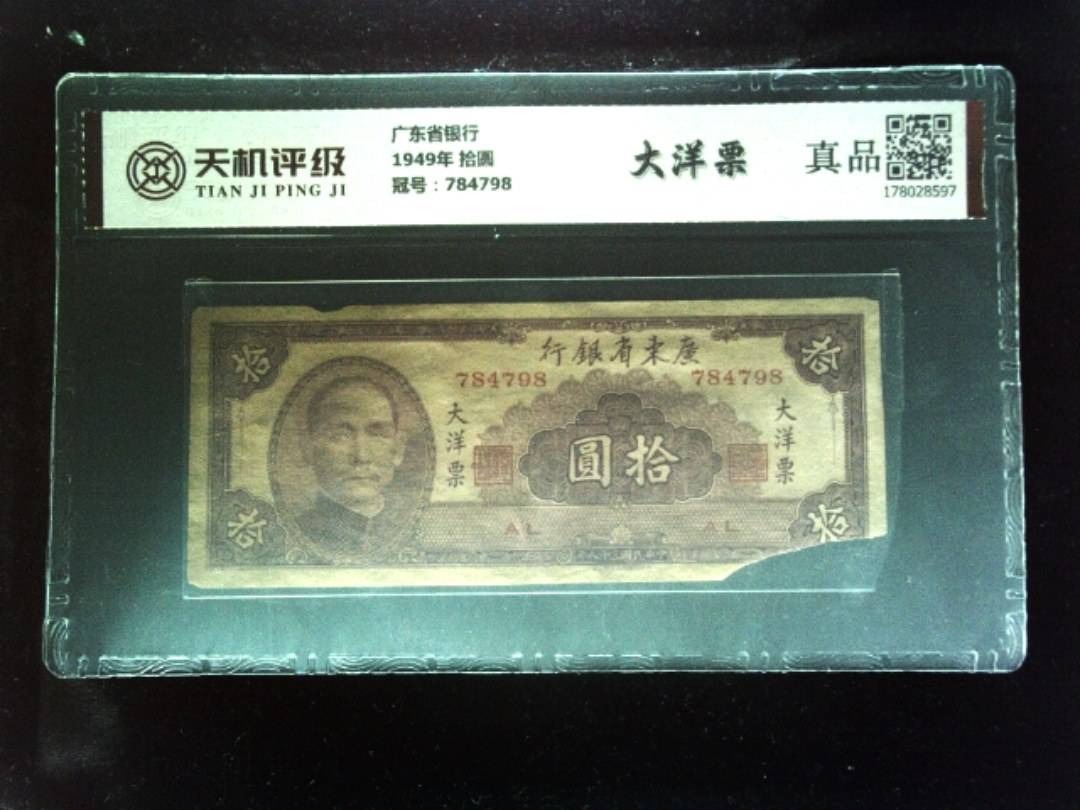 天机评级
TIAN JI PING JI
广东省银行
1949年 拾圆
冠号：784798
大洋票
真品
178028597
行銀省東廣
784798 784798
拾 拾
大洋票
圓拾
大洋票
AL AL
拾 拾